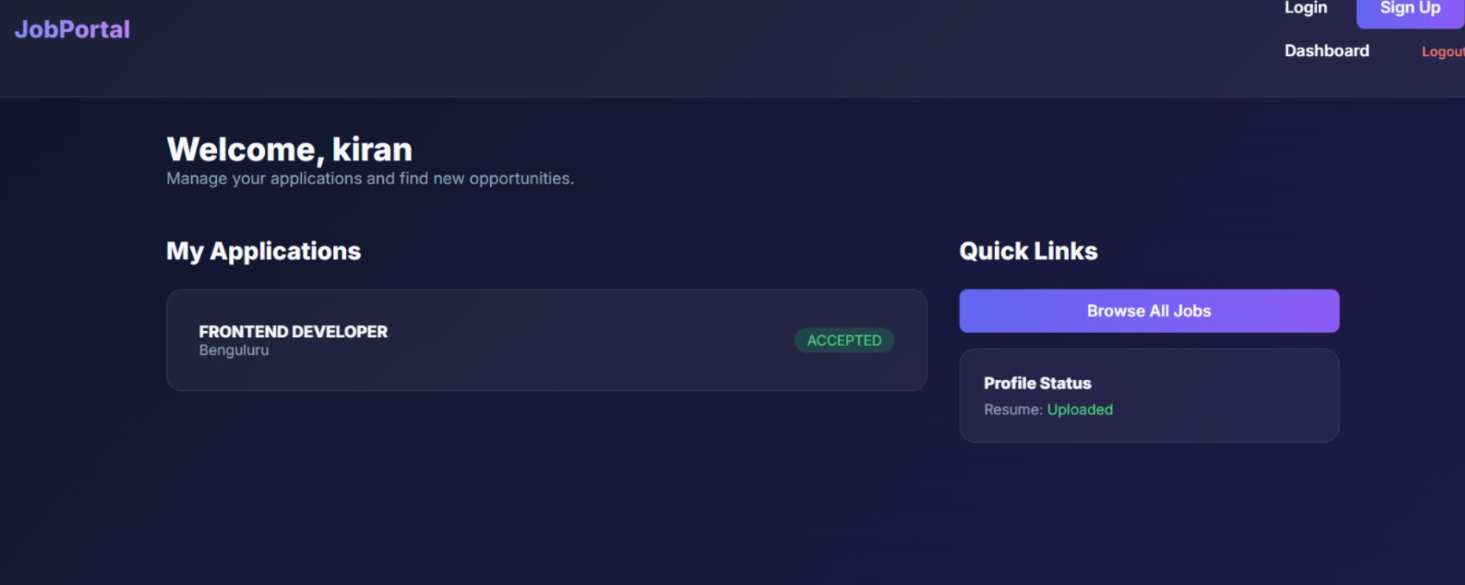 JobPortal
Login
Sign Up
Dashboard
Logout
Welcome, kiran
Manage your applications and find new opportunities.
My Applications
FRONTEND DEVELOPER
Benguluru
ACCEPTED
Quick Links
Browse All Jobs
Profile Status
Resume: Uploaded